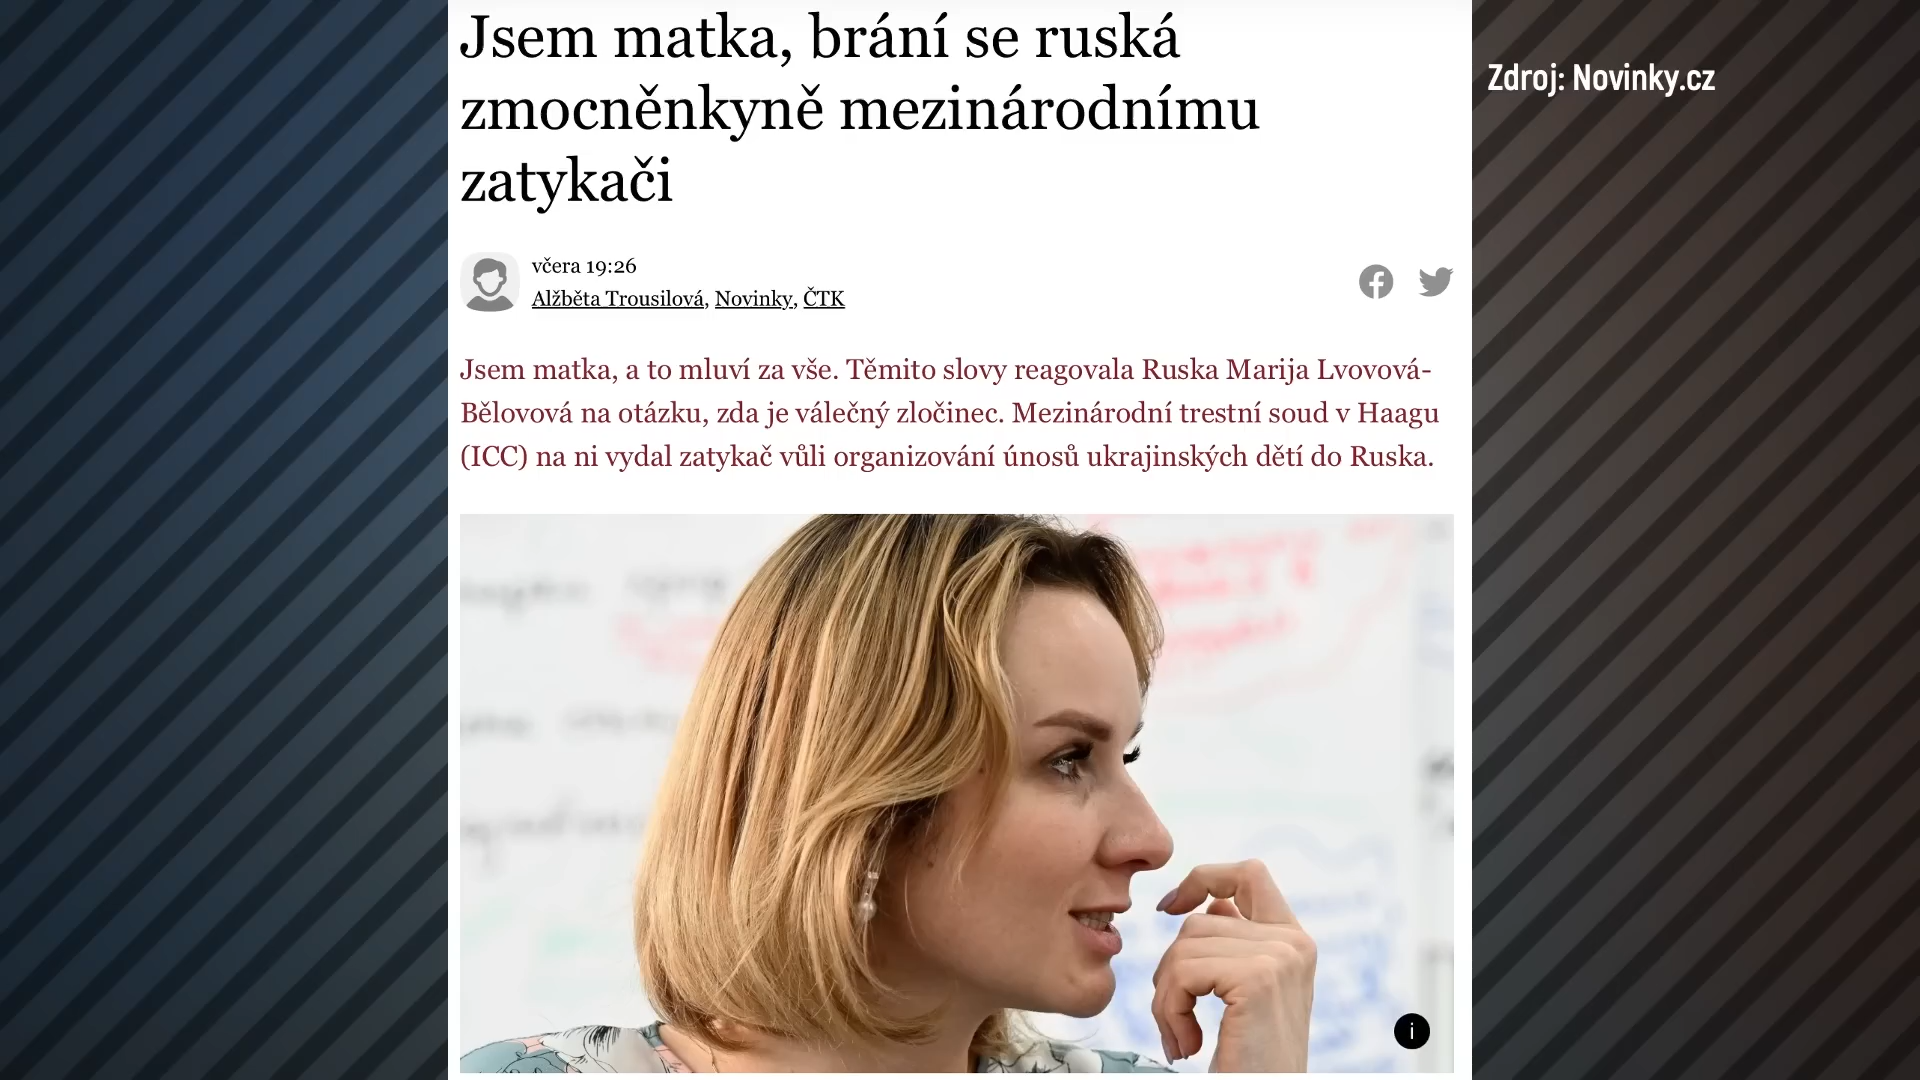 Jsem matka, brání se ruská
zmocněnkyně mezinárodnímu
zatykači
Zdroj: Novinky.cz
včera 19:26
Alžběta Trousilová, Novinky, ČTK
Jsem matka, a to mluví za vše. Těmito slovy reagovala Ruska Marija Lvovová-
Bělovová na otázku, zda je válečný zločinec. Mezinárodní trestní soud v Haagu
(ICC) na ni vydal zatykač vůli organizování únosů ukrajinských dětí do Ruska.
i